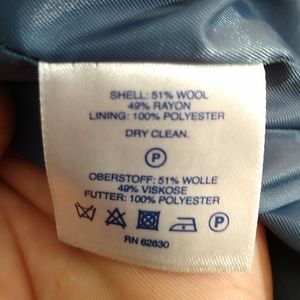 SHELL: 51% WOOL
49% RAYON
LINING: 100% POLYESTER
DRY CLEAN.
P
OBERSTOFF: 51% WOLLE
49% VISKOSE
FUTTER: 100% POLYESTER
P
RN 62630